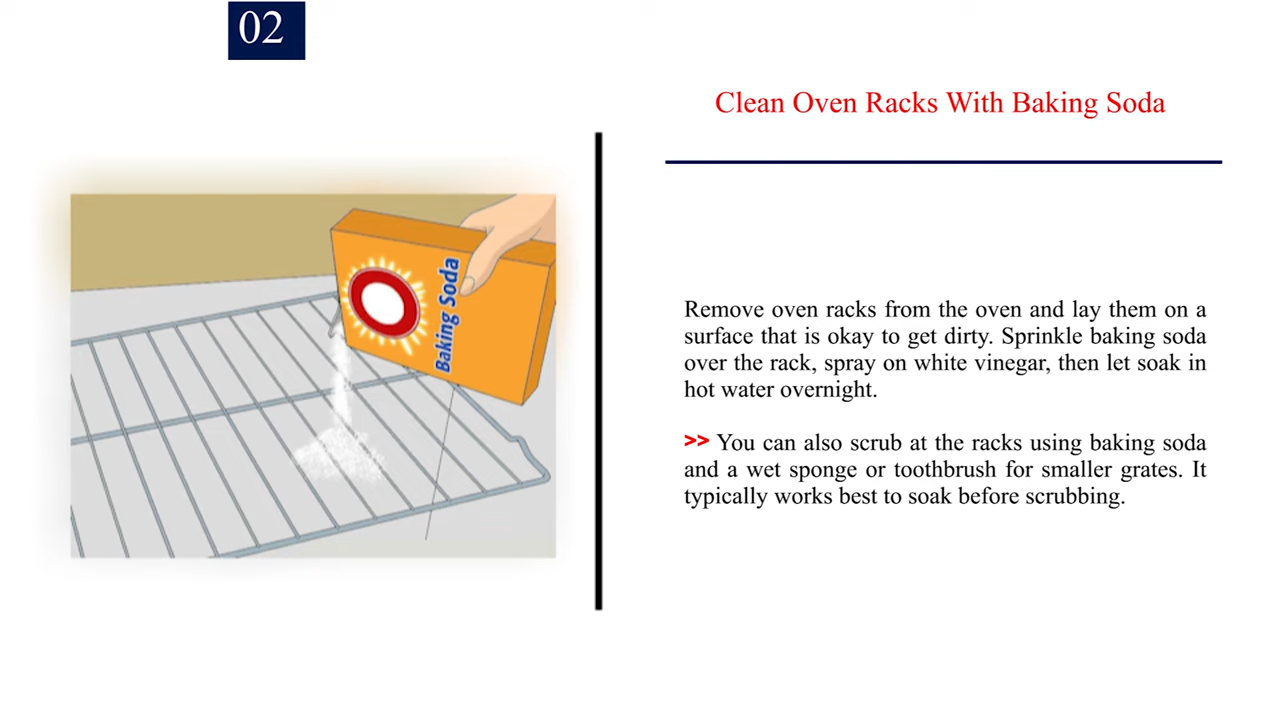 02
Clean Oven Racks With Baking Soda
Baking Soda
Remove oven racks from the oven and lay them on a
surface that is okay to get dirty. Sprinkle baking soda
over the rack, spray on white vinegar, then let soak in
hot water overnight.
>> You can also scrub at the racks using baking soda
and a wet sponge or toothbrush for smaller grates. It
typically works best to soak before scrubbing.